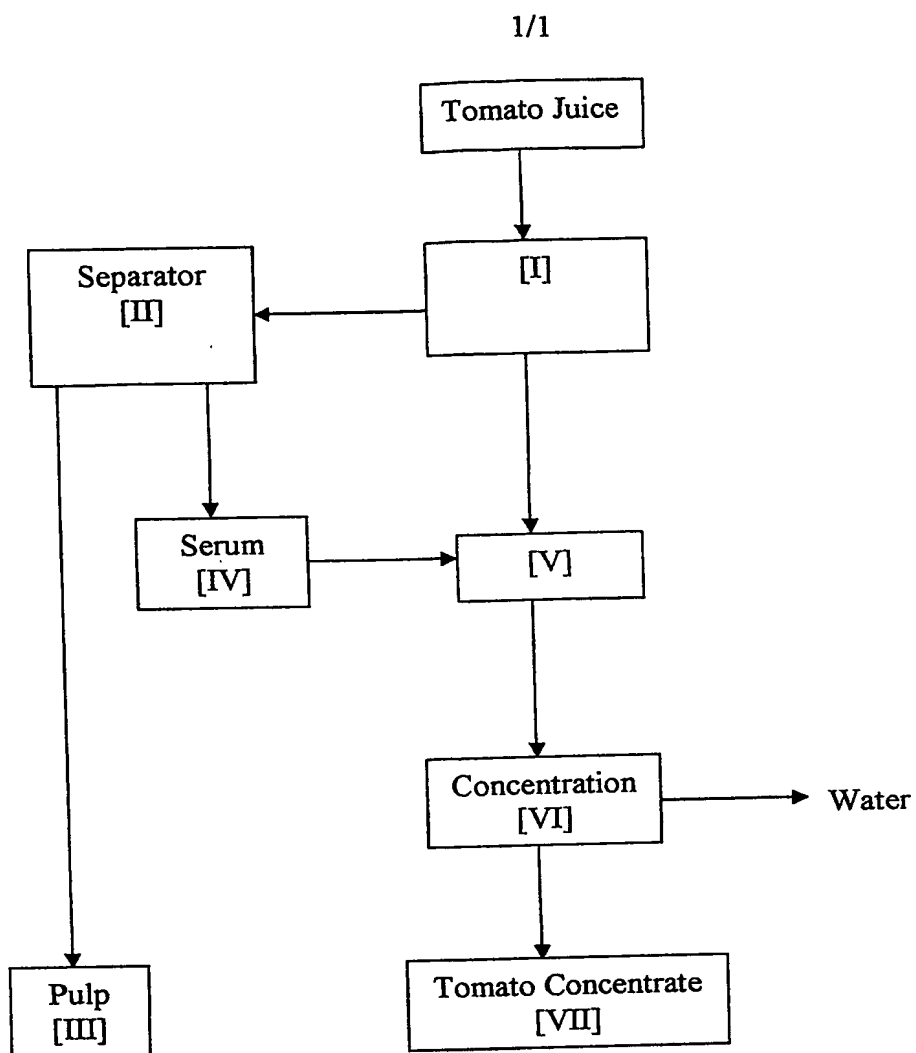 1/1
Tomato Juice
[I]
Separator
[II]
Serum
[IV]
[V]
Concentration
[VI]
Water
Pulp
[III]
Tomato Concentrate
[VII]